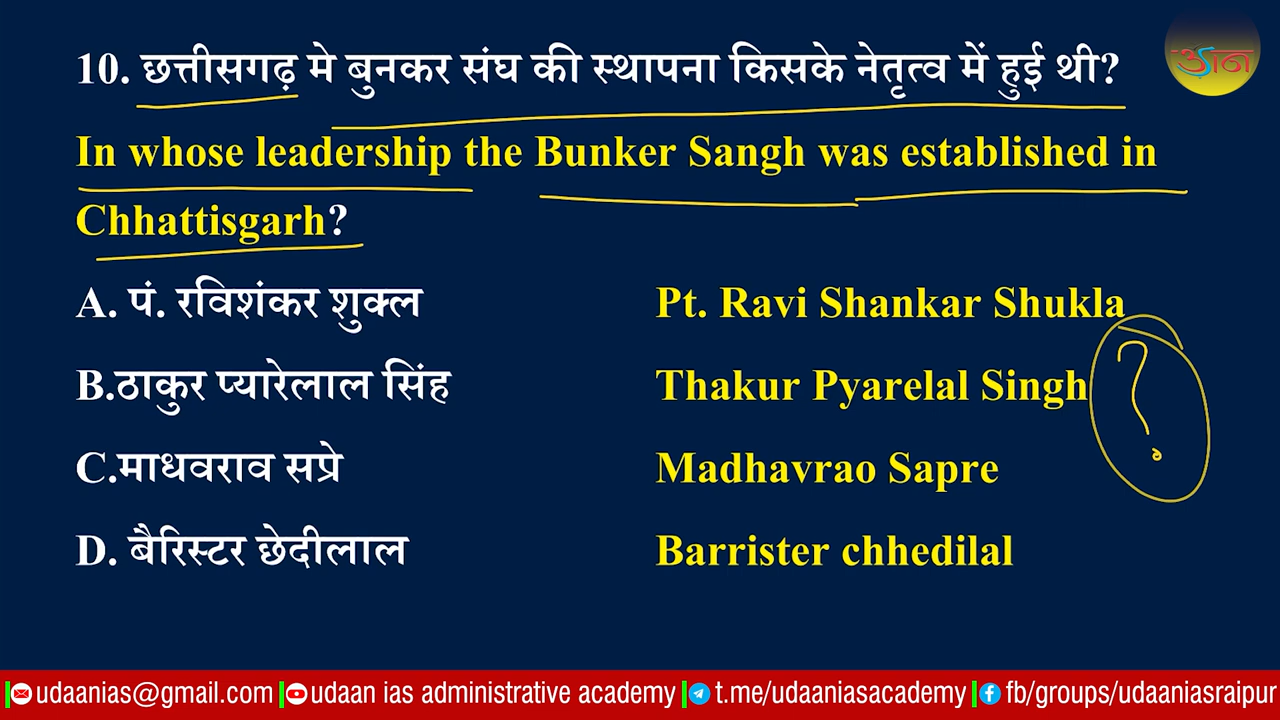 उड़ान
10. छत्तीसगढ़ मे बुनकर संघ की स्थापना किसके नेतृत्व में हुई थी?
In whose leadership the Bunker Sangh was established in
Chhattisgarh?
A. पं. रविशंकर शुक्ल Pt. Ravi Shankar Shukla
B.ठाकुर प्यारेलाल सिंह Thakur Pyarelal Singh
C.माधवराव सप्रे Madhavrao Sapre
D. बैरिस्टर छेदीलाल Barrister chhedilal
?
udaanias@gmail.com udaan ias administrative academy t.me/udaaniasacademy fb/groups/udaaniasraipur